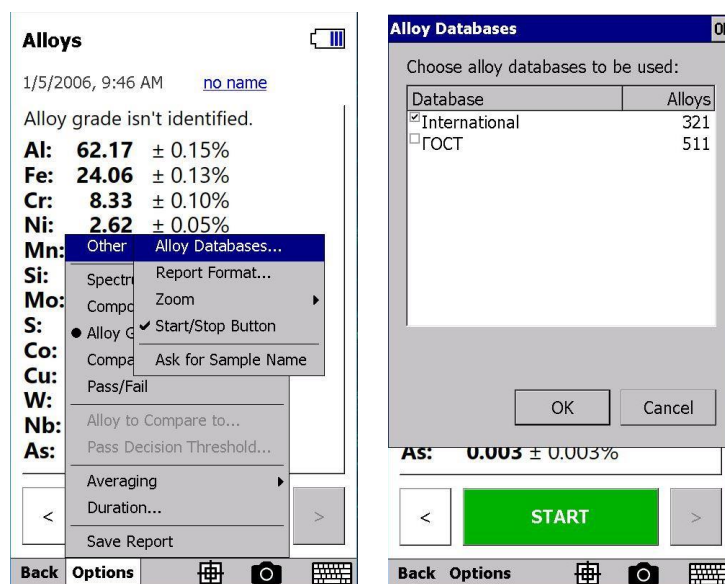 Alloys
1/5/2006, 9:46 AM no name
Alloy grade isn't identified.
Al: 62.17 ± 0.15%
Fe: 24.06 ± 0.13%
Cr: 8.33 ± 0.10%
Ni: 2.62 ± 0.05%
Mn:
Si:
Mo:
S:
Co:
Cu:
W:
Nb:
As:
Other
Spectr
Compo
Alloy G
Compa
Pass/Fail
Alloy to Compare to...
Pass Decision Threshold...
Averaging
Duration...
Save Report
Alloy Databases...
Report Format...
Zoom
Start/Stop Button
Ask for Sample Name
< >
Back Options
Alloy Databases
Choose alloy databases to be used:
Database Alloys
International 321
ГОСТ 511
OK Cancel
As: 0.003 ± 0.003%
< START >
Back Options